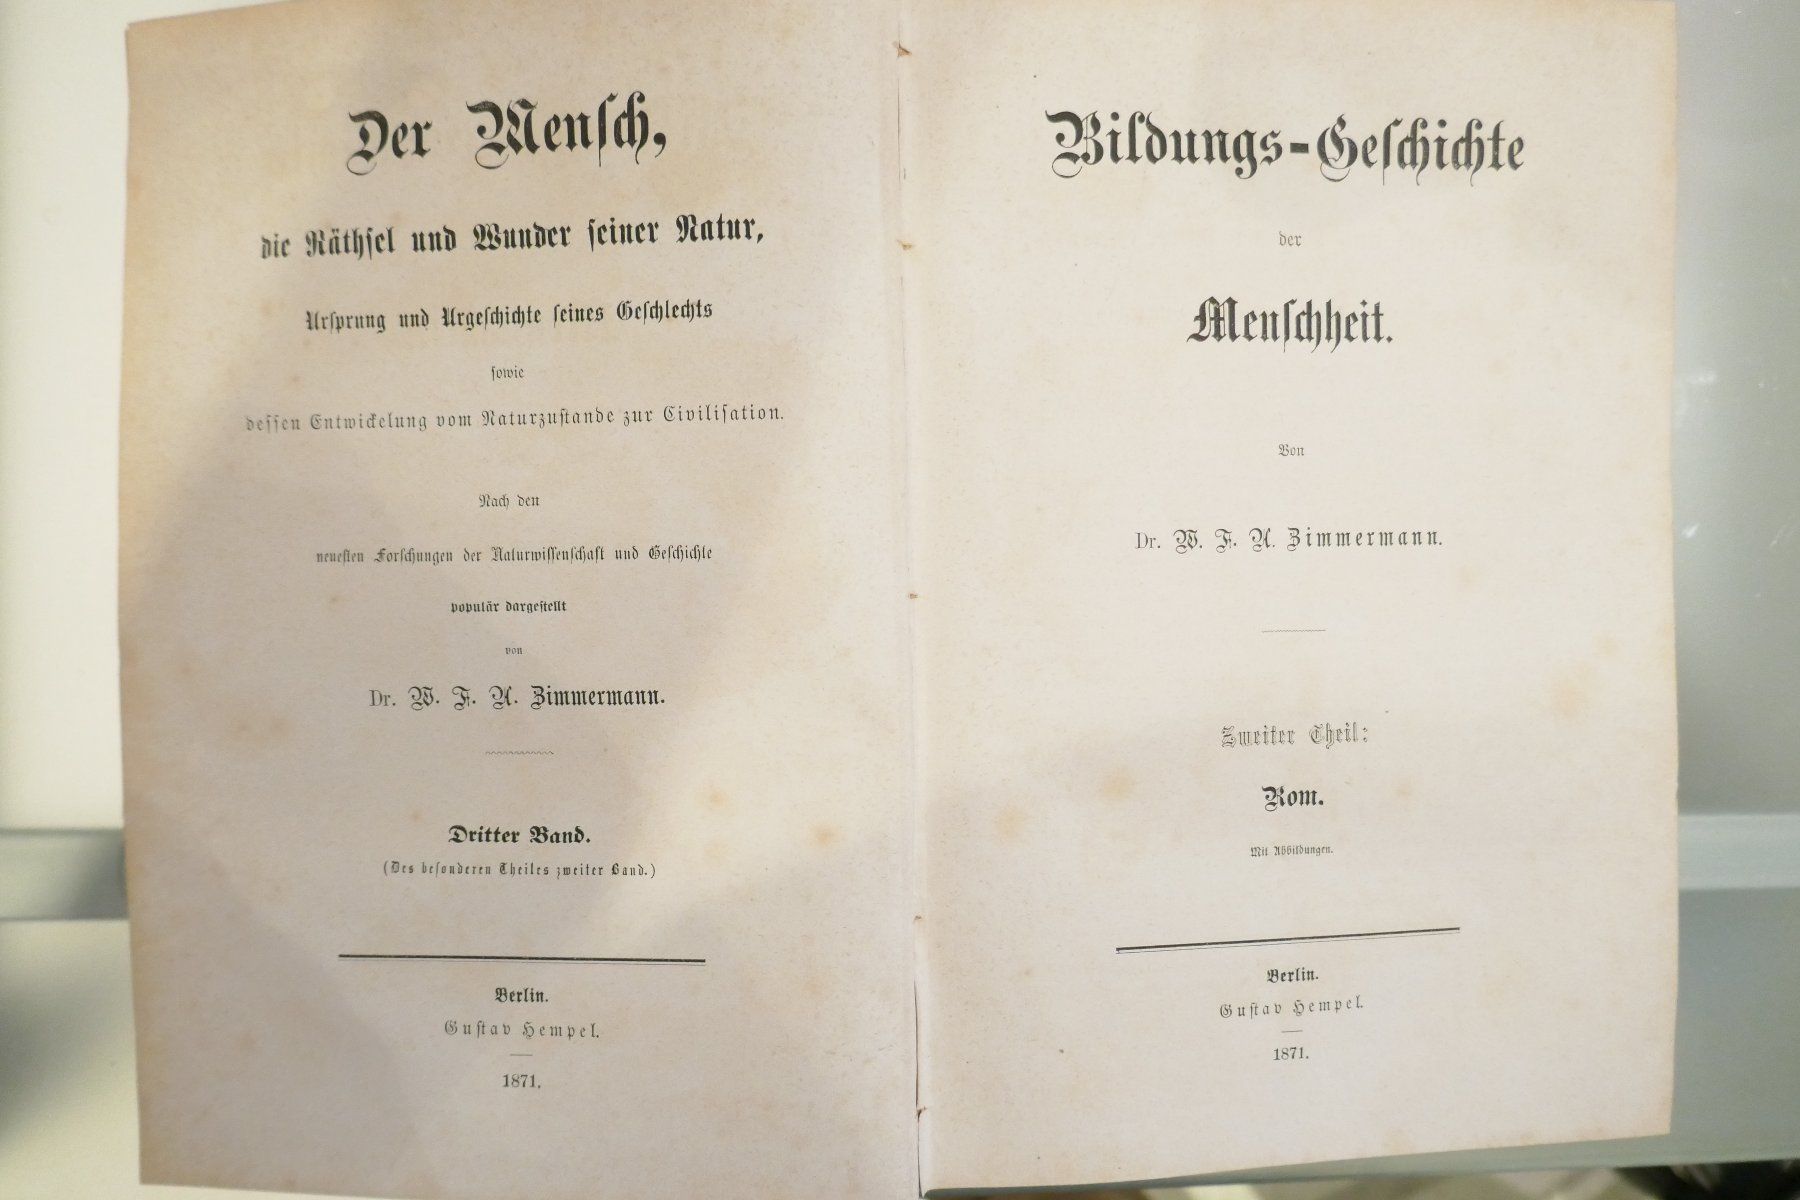 Der Mensch,
die Räthsel und Wunder seiner Natur,
Ursprung und Urgeschichte seines Geschlechts
sowie
dessen Entwickelung vom Naturzustande zur Civilisation.
Nach den
neuesten Forschungen der Naturwissenschaft und Geschichte
populär dargestellt
von
Dr. W. F. A. Zimmermann.
Dritter Band.
(Des besonderen Theiles zweiter Band.)
Berlin.
Gustav Hempel.
1871.
Bildungs-Geschichte
der
Menschheit.
Von
Dr. W. F. A. Zimmermann.
Zweiter Theil:
Rom.
Mit Abbildungen.
Berlin.
Gustav Hempel.
1871.